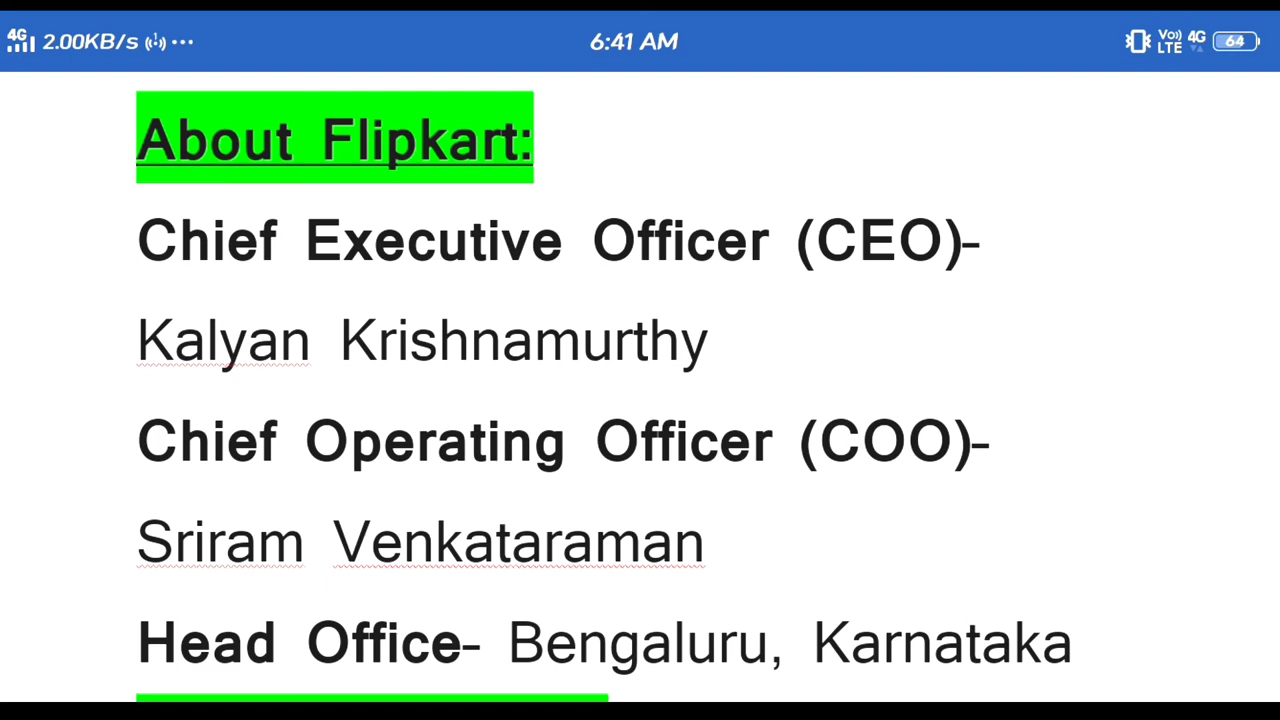 4G 2.00KB/s ... 6:41 AM Vo)) LTE 4G 64
About Flipkart:
Chief Executive Officer (CEO)–
Kalyan Krishnamurthy
Chief Operating Officer (COO)–
Sriram Venkataraman
Head Office– Bengaluru, Karnataka